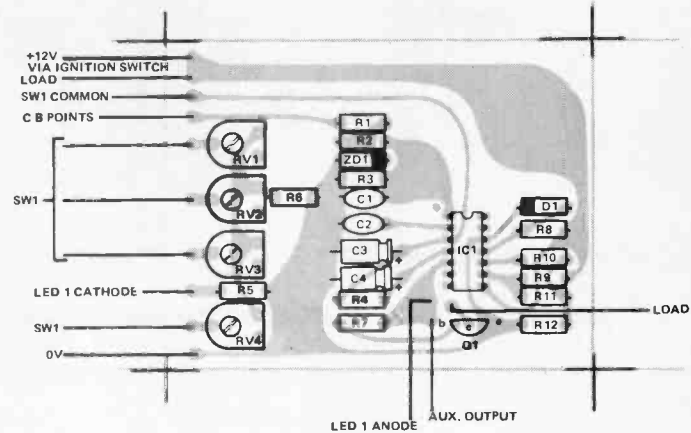 +12V
VIA IGNITION SWITCH
LOAD
SW1 COMMON
C B POINTS
SW1
LED 1 CATHODE
SW1
0V
RV1
RV2
RV3
RV4
R6
R5
R1
R2
ZD1
R3
C1
C2
C3
+
C4
+
R4
R7
IC1
D1
R8
R10
R9
R11
R12
b
c
Q1
LOAD
LED 1 ANODE
AUX. OUTPUT